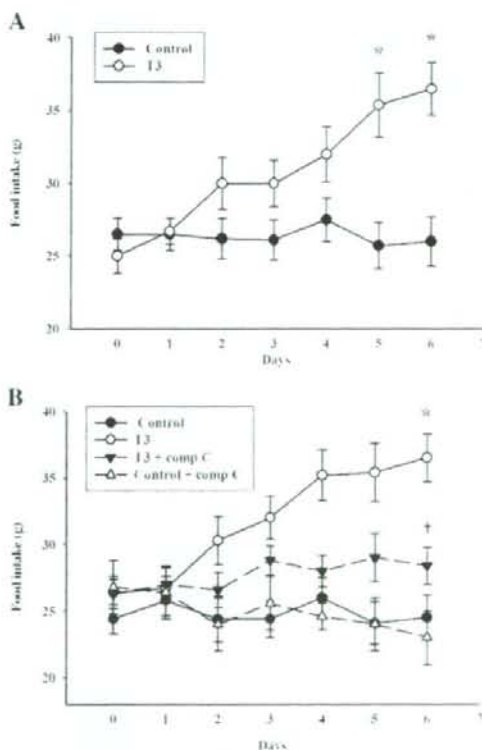 A
Control
T3
40
35
30
25
20
Food intake (g)
0 1 2 3 4 5 6 7
Days
*
*
B
Control
T3
T3 + comp C
Control + comp C
40
35
30
25
20
Food intake (g)
0 1 2 3 4 5 6 7
Days
*
†